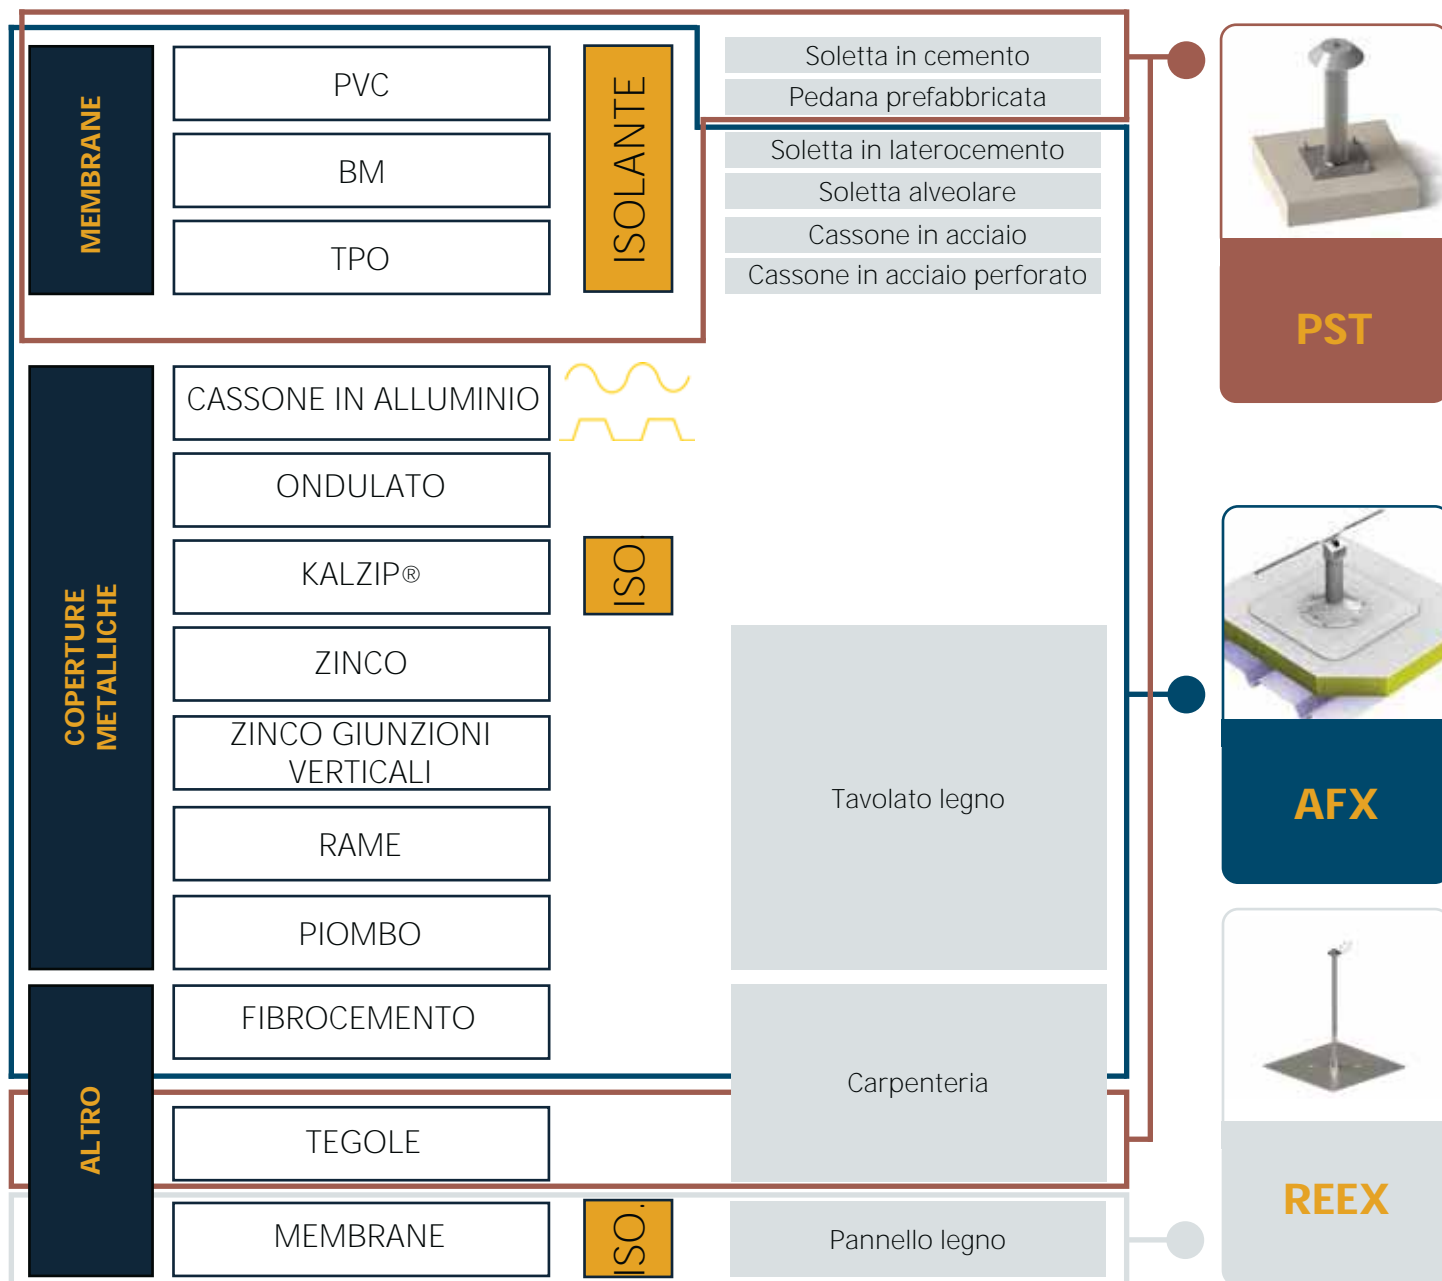 MEMBRANE
PVC
BM
TPO
ISOLANTE
Soletta in cemento
Pedana prefabbricata
Soletta in laterocemento
Soletta alveolare
Cassone in acciaio
Cassone in acciaio perforato
PST
COPERTURE
METALLICHE
CASSONE IN ALLUMINIO
ONDULATO
KALZIP®
ISO.
ZINCO
ZINCO GIUNZIONI
VERTICALI
RAME
PIOMBO
Tavolato legno
AFX
ALTRO
FIBROCEMENTO
Carpenteria
TEGOLE
MEMBRANE
ISO.
Pannello legno
REEX